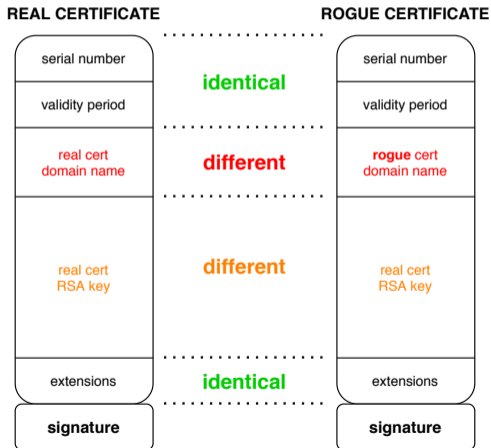 REAL CERTIFICATE
serial number
validity period
real cert
domain name
real cert
RSA key
extensions
signature
identical
different
different
identical
ROGUE CERTIFICATE
serial number
validity period
rogue cert
domain name
real cert
RSA key
extensions
signature